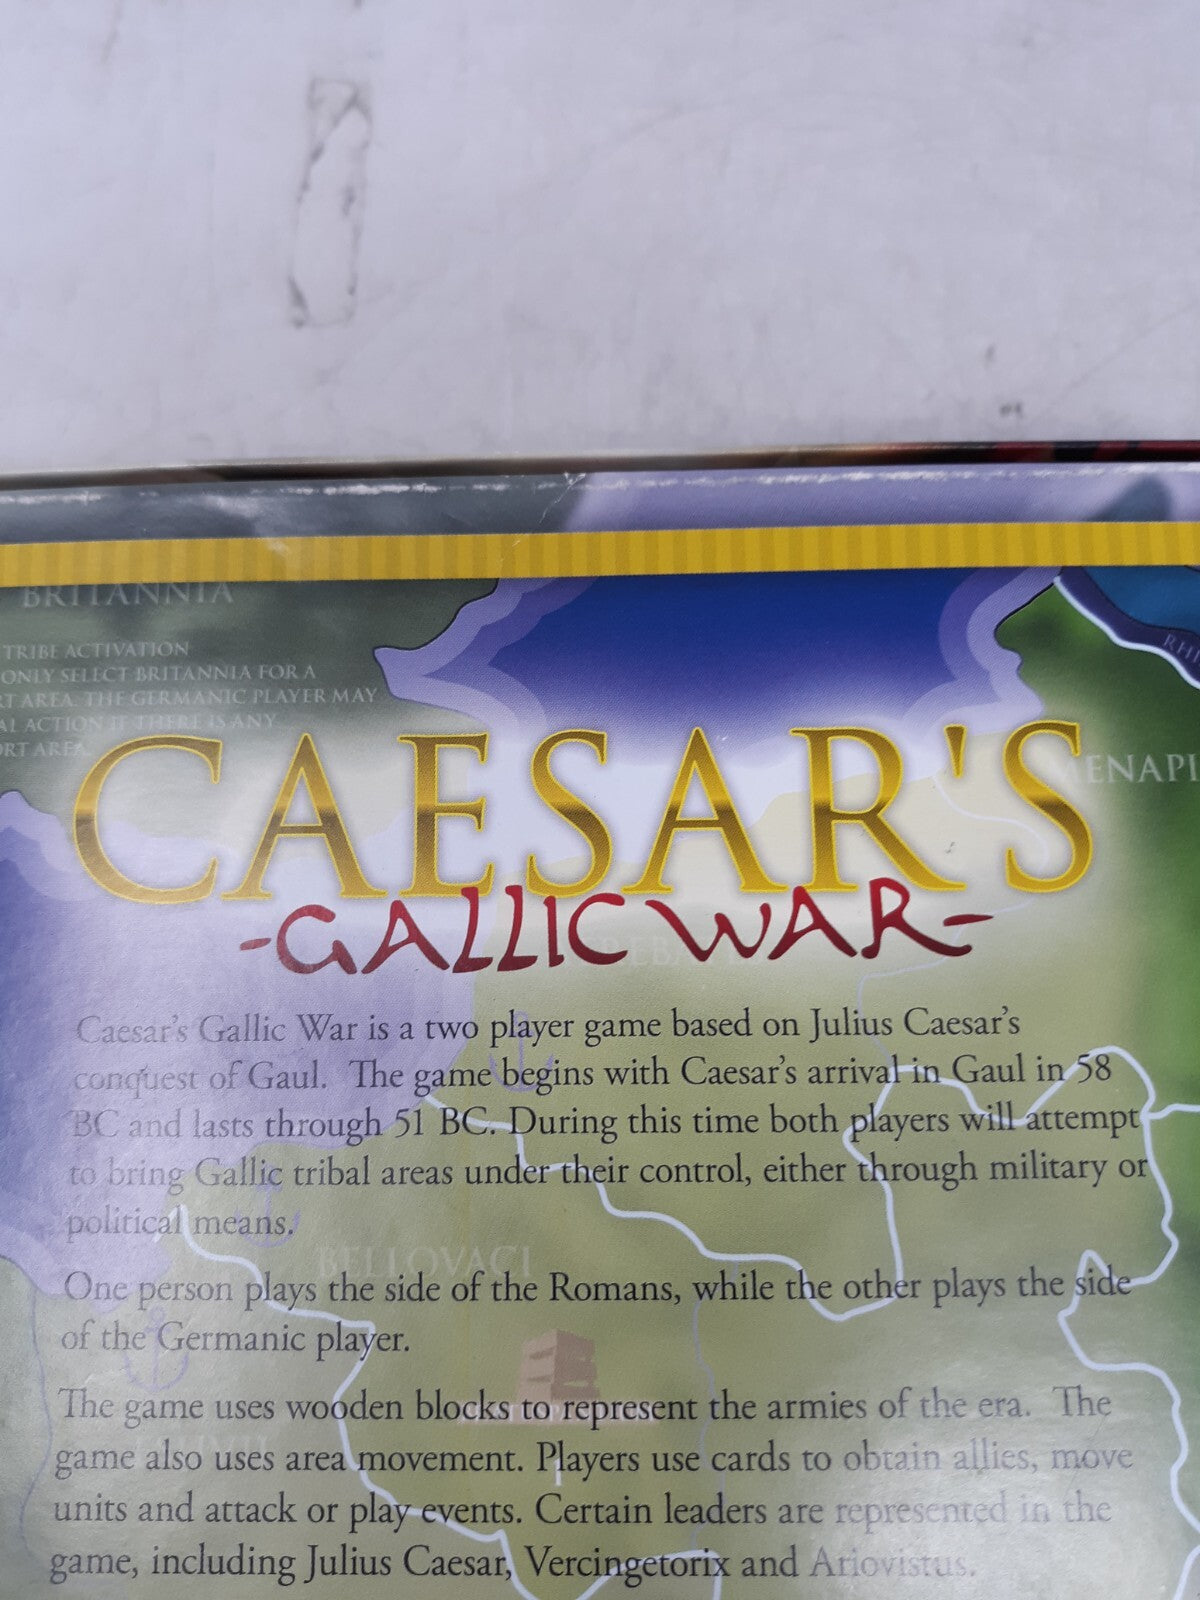 BRITANNIA
TRIBE ACTIVATION
ONLY SELECT BRITANNIA FOR A
RT AREA. THE GERMANIC PLAYER MAY
AL ACTION IF THERE IS ANY
ORT AREA.
RHI
MENAPI
CAESAR'S
-GALLIC WAR-
Caesar's Gallic War is a two player game based on Julius Caesar's
conquest of Gaul. The game begins with Caesar's arrival in Gaul in 58
BC and lasts through 51 BC. During this time both players will attempt
to bring Gallic tribal areas under their control, either through military or
political means.
BELLOVACI
One person plays the side of the Romans, while the other plays the side
of the Germanic player.
The game uses wooden blocks to represent the armies of the era. The
game also uses area movement. Players use cards to obtain allies, move
units and attack or play events. Certain leaders are represented in the
game, including Julius Caesar, Vercingetorix and Ariovistus.